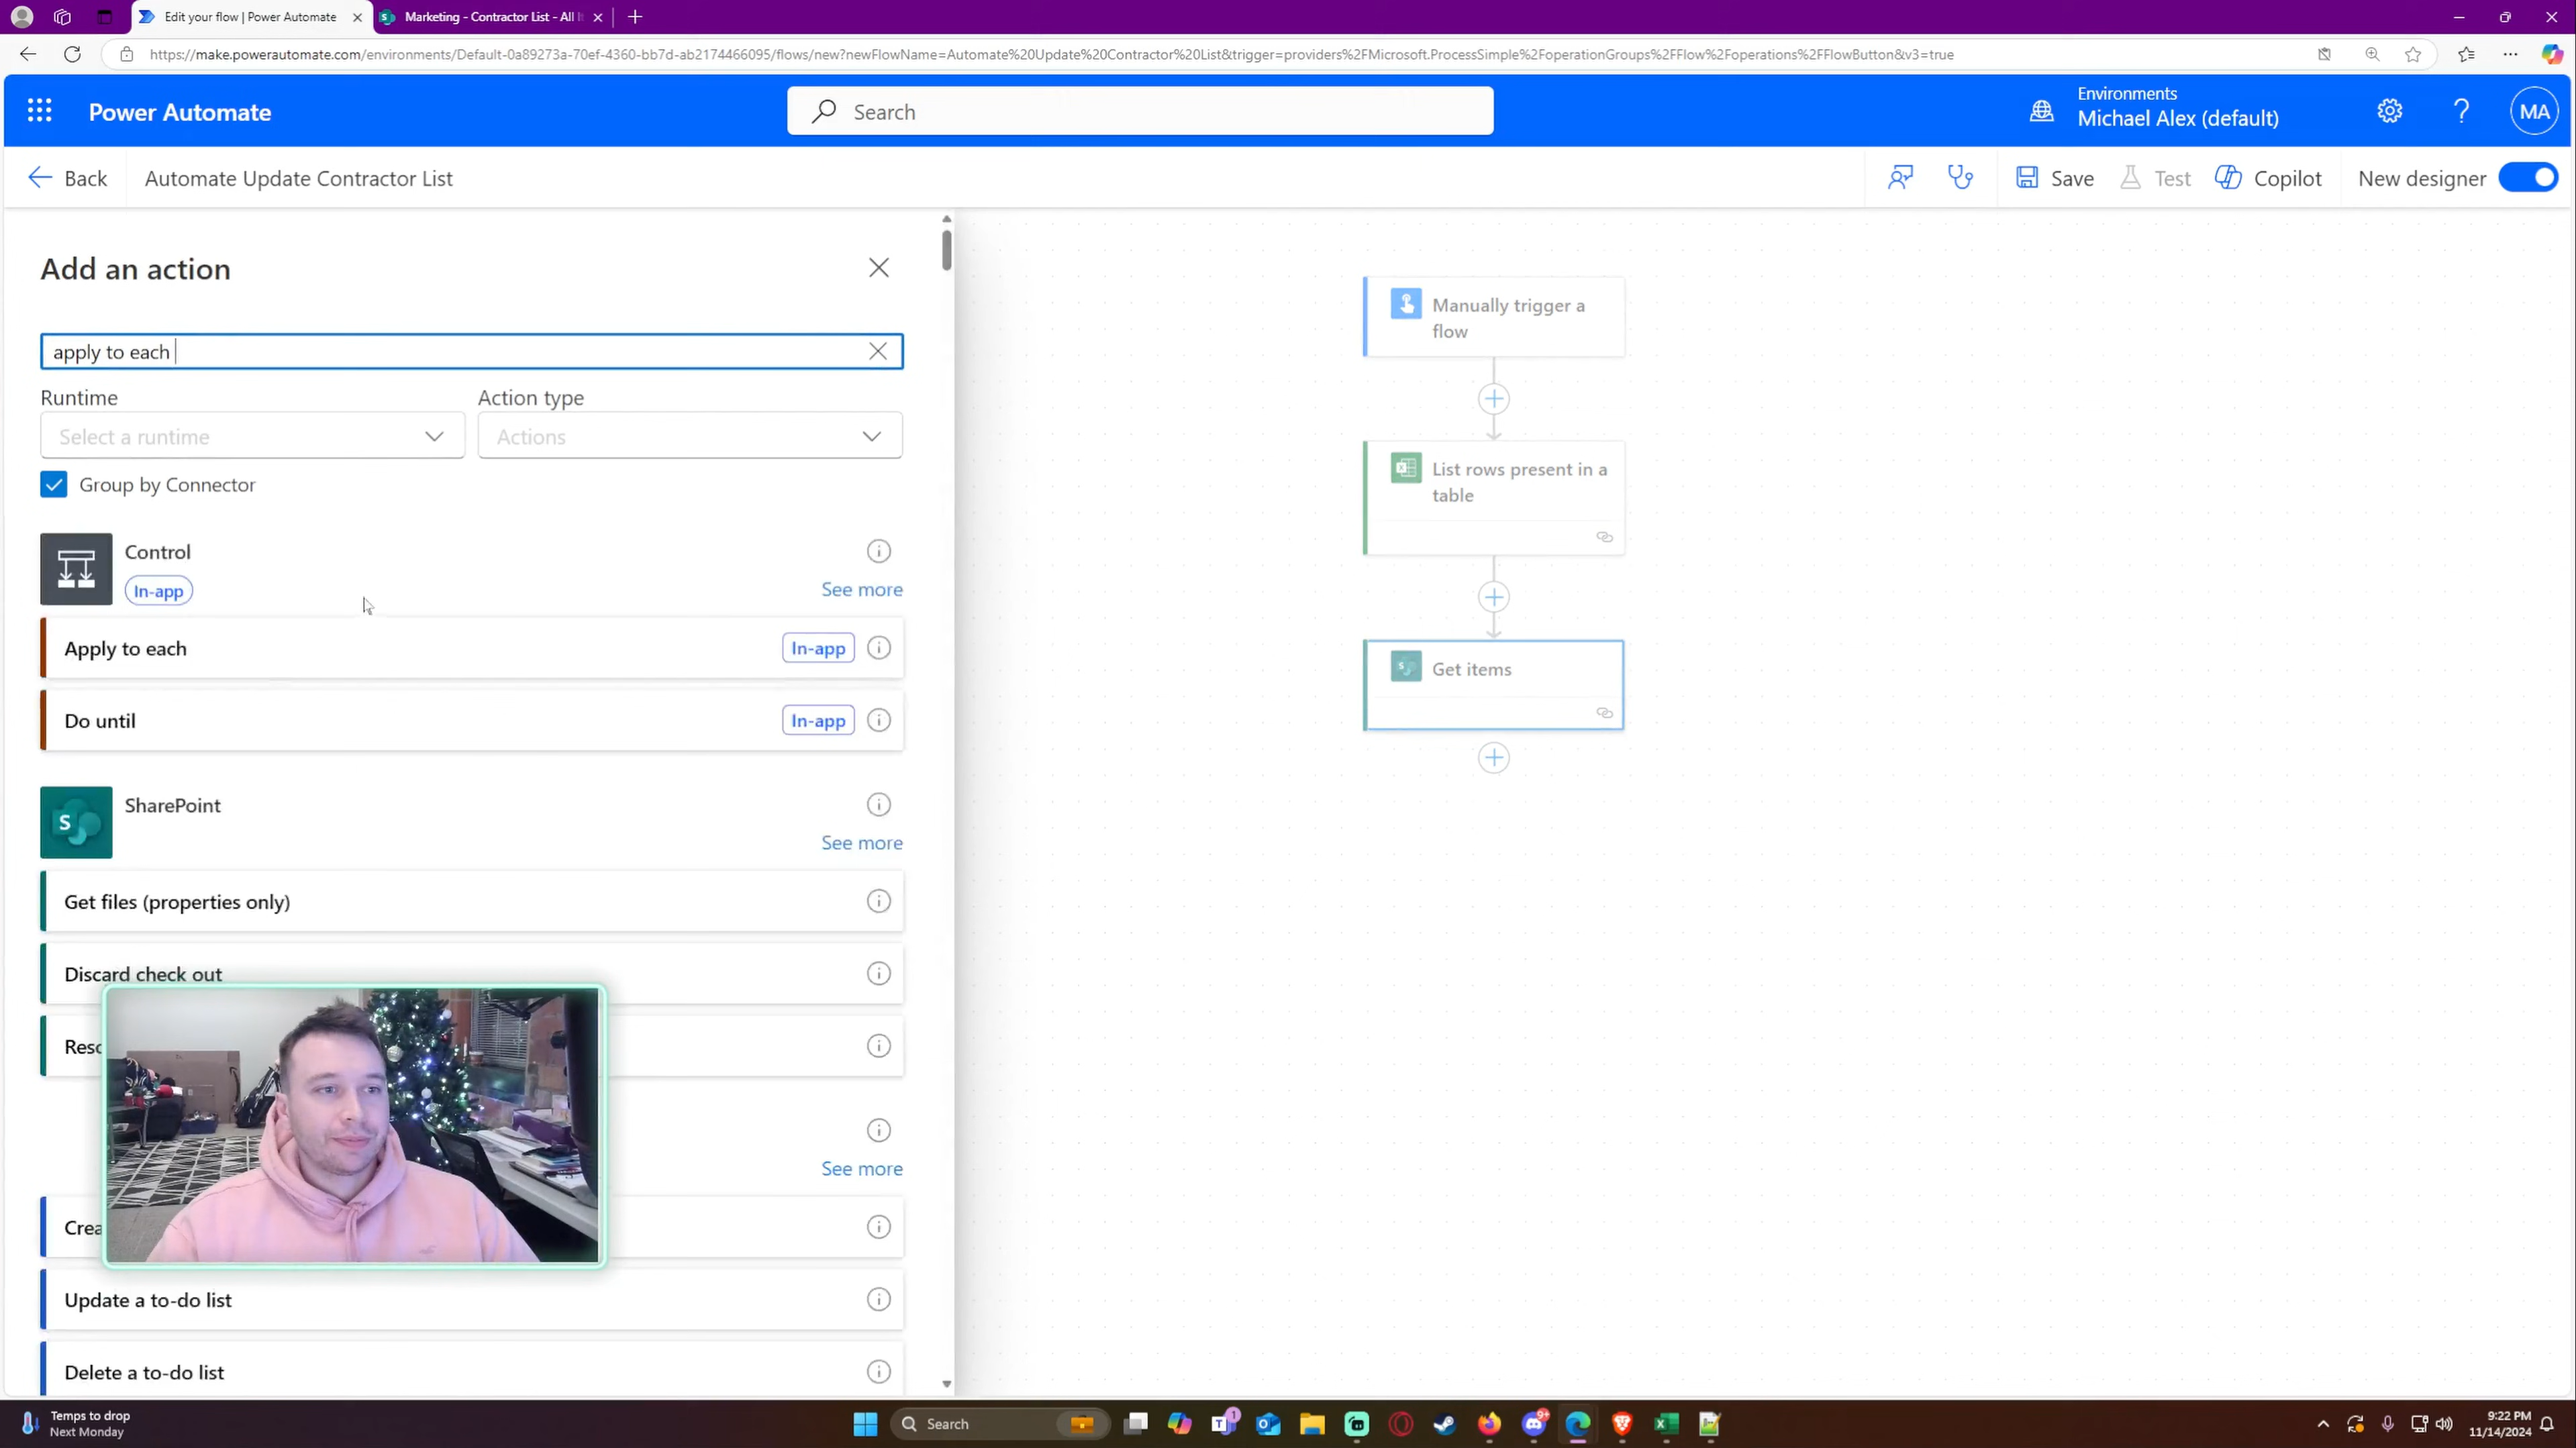 Edit your flow | Power Automate
Marketing - Contractor List - All I
https://make.powerautomate.com/environments/Default-0a89273a-70ef-4360-bb7d-ab2174466095/flows/new?newFlowName=Automate%20Update%20Contractor%20List&trigger=providers%2FMicrosoft.ProcessSimple%2FoperationGroups%2FFlow%2Foperations%2FFlowButton&v3=true
Power Automate
Search
Environments
Michael Alex (default)
MA
Back
Automate Update Contractor List
Save
Test
Copilot
New designer
Add an action
apply to each
Runtime
Action type
Select a runtime
Actions
Group by Connector
Control
In-app
See more
Apply to each
In-app
Do until
In-app
SharePoint
See more
Get files (properties only)
Discard check out
Reso
See more
Crea
Update a to-do list
Delete a to-do list
Manually trigger a
flow
List rows present in a
table
Get items
Temps to drop
Next Monday
Search
1
9+
9:22 PM
11/14/2024